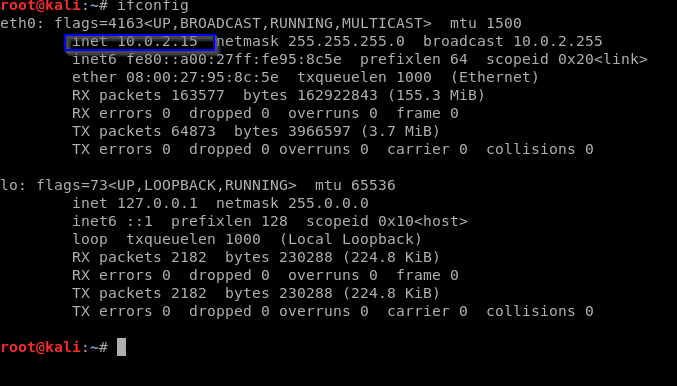 root@kali:~# ifconfig
eth0: flags=4163<UP,BROADCAST,RUNNING,MULTICAST>  mtu 1500
        inet 10.0.2.15  netmask 255.255.255.0  broadcast 10.0.2.255
        inet6 fe80::a00:27ff:fe95:8c5e  prefixlen 64  scopeid 0x20<link>
        ether 08:00:27:95:8c:5e  txqueuelen 1000  (Ethernet)
        RX packets 163577  bytes 162922843 (155.3 MiB)
        RX errors 0  dropped 0  overruns 0  frame 0
        TX packets 64873  bytes 3966597 (3.7 MiB)
        TX errors 0  dropped 0 overruns 0  carrier 0  collisions 0

lo: flags=73<UP,LOOPBACK,RUNNING>  mtu 65536
        inet 127.0.0.1  netmask 255.0.0.0
        inet6 ::1  prefixlen 128  scopeid 0x10<host>
        loop  txqueuelen 1000  (Local Loopback)
        RX packets 2182  bytes 230288 (224.8 KiB)
        RX errors 0  dropped 0  overruns 0  frame 0
        TX packets 2182  bytes 230288 (224.8 KiB)
        TX errors 0  dropped 0 overruns 0  carrier 0  collisions 0

root@kali:~#